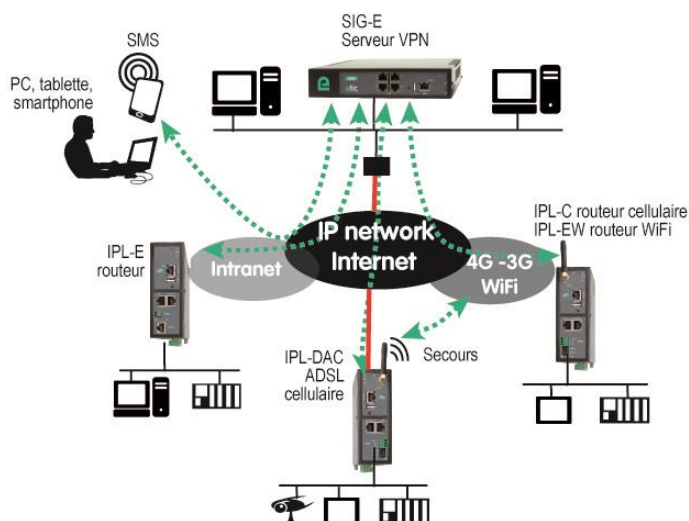 SIG-E
Serveur VPN
SMS
PC, tablette,
smartphone
IP network
Internet
Intranet
4G -3G
WiFi
IPL-E
routeur
IPL-C routeur cellulaire
IPL-EW routeur WiFi
IPL-DAC
ADSL
cellulaire
Secours